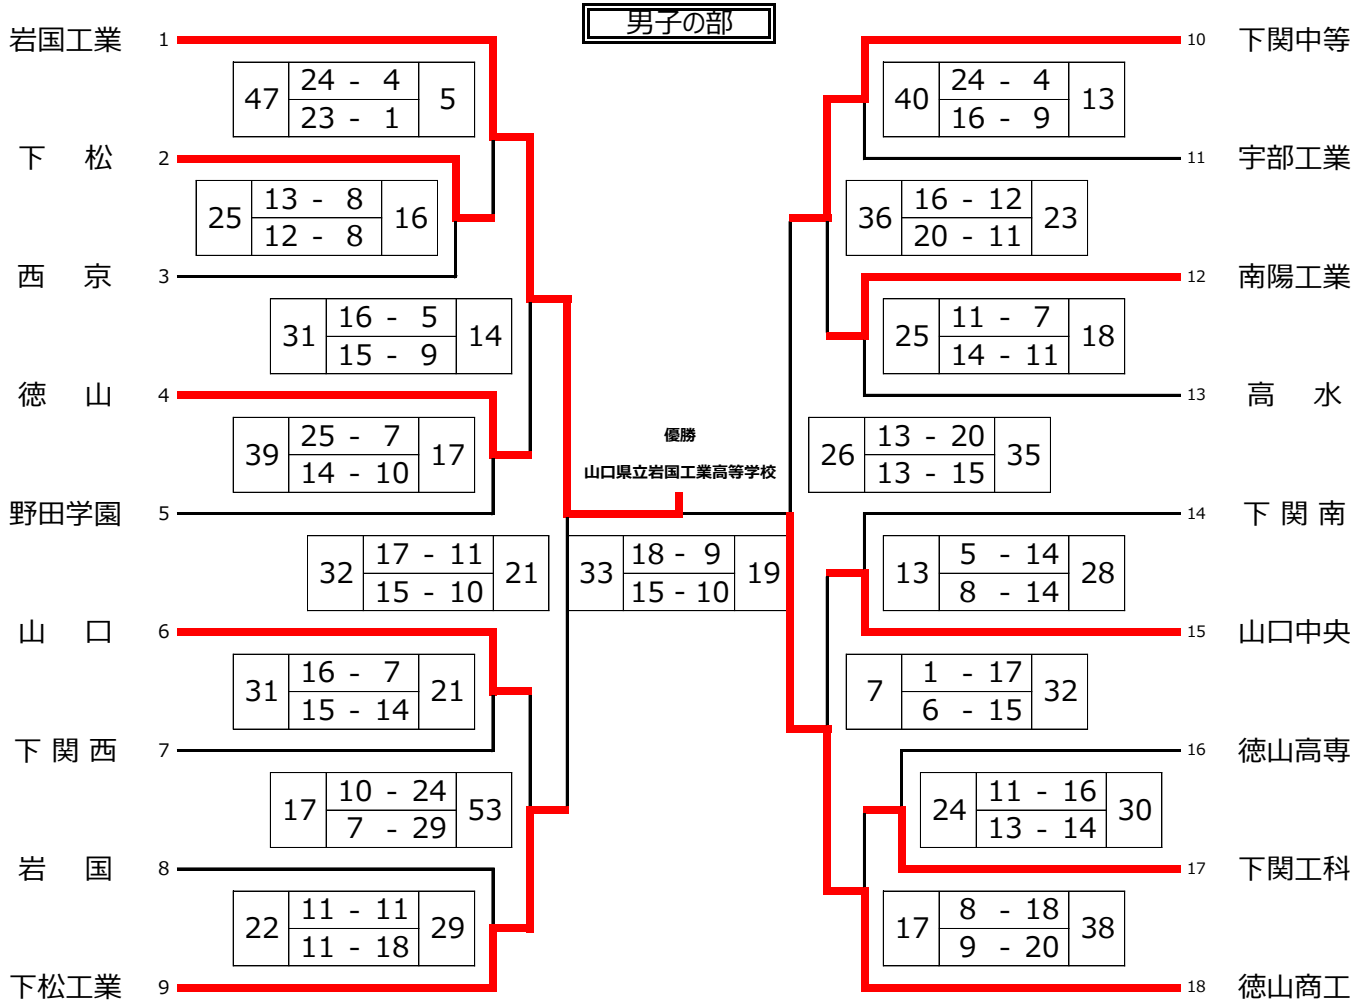 男子の部
岩国工業 1
47 24 - 4 5
23 - 1
下 松 2
25 13 - 8 16
12 - 8
西 京 3
31 16 - 5 14
15 - 9
徳 山 4
39 25 - 7 17
14 - 10
野田学園 5
32 17 - 11 21
15 - 10
山 口 6
31 16 - 7 21
15 - 14
下 関 西 7
17 10 - 24 53
7 - 29
岩 国 8
22 11 - 11 29
11 - 18
下松工業 9
優勝
山口県立岩国工業高等学校
33 18 - 9 19
15 - 10
10 下関中等
40 24 - 4 13
16 - 9
11 宇部工業
36 16 - 12 23
20 - 11
12 南陽工業
25 11 - 7 18
14 - 11
13 高 水
26 13 - 20 35
13 - 15
14 下 関 南
13 5 - 14 28
8 - 14
15 山口中央
7 1 - 17 32
6 - 15
16 徳山高専
24 11 - 16 30
13 - 14
17 下関工科
17 8 - 18 38
9 - 20
18 徳山商工